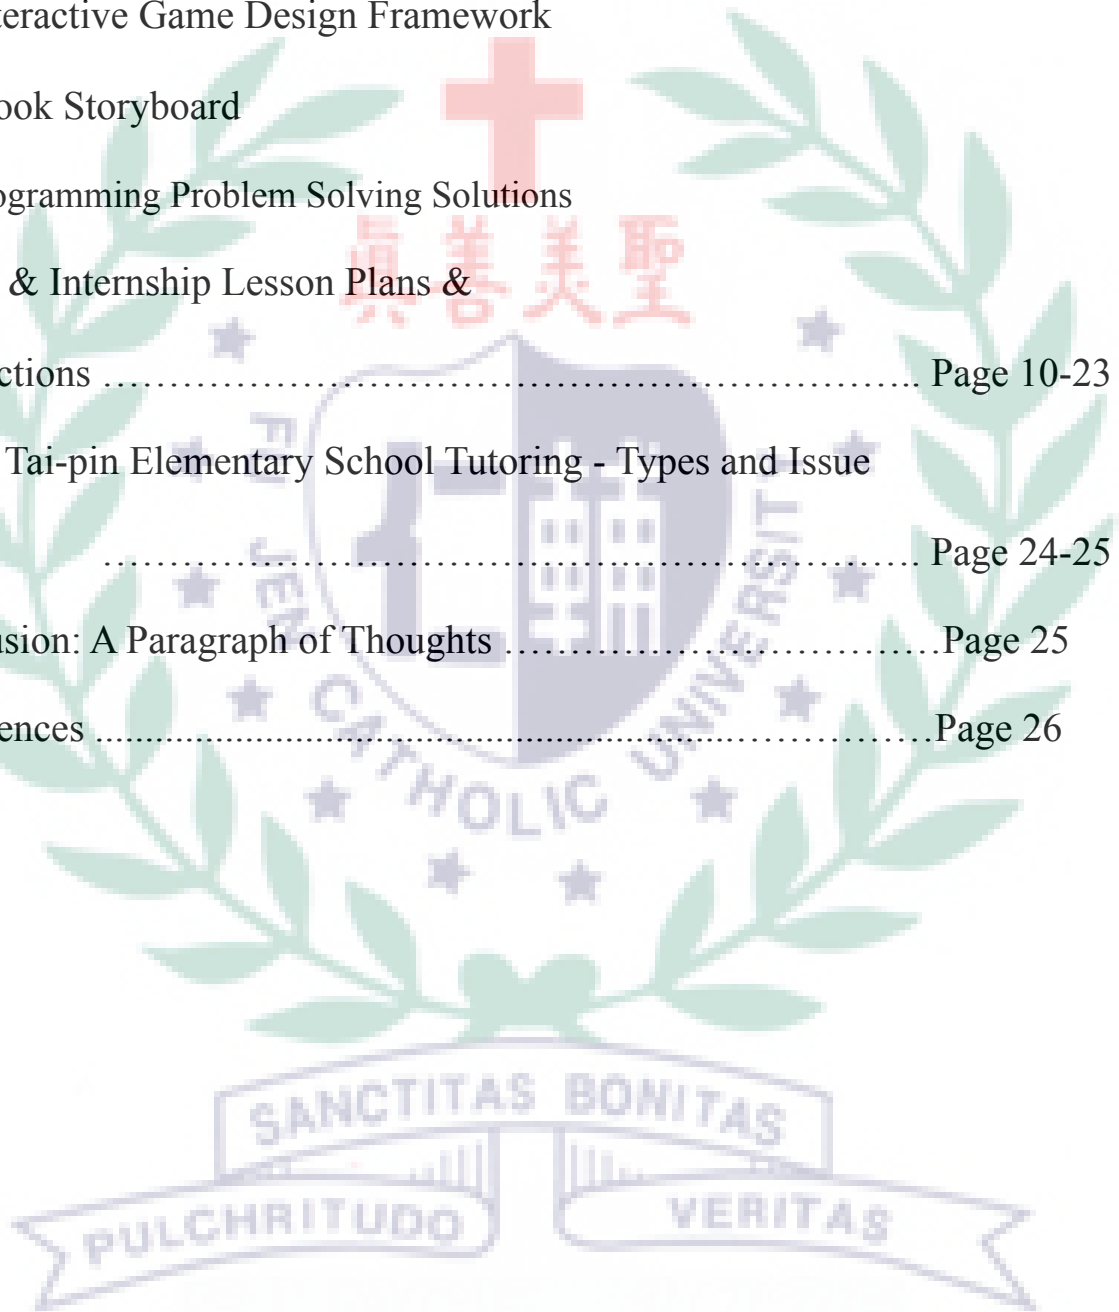 teractive Game Design Framework
ook Storyboard
ogramming Problem Solving Solutions
眞善美聖
& Internship Lesson Plans &
ctions ………………………………………………………………….. Page 10-23
Tai-pin Elementary School Tutoring - Types and Issue
…………………………………………………………………. Page 24-25
usion: A Paragraph of Thoughts …………………………………Page 25
ences ................................................................………………Page 26
FU JEN CATHOLIC UNIVERSITY
SANCTITAS BONITAS
PULCHRITUDO VERITAS